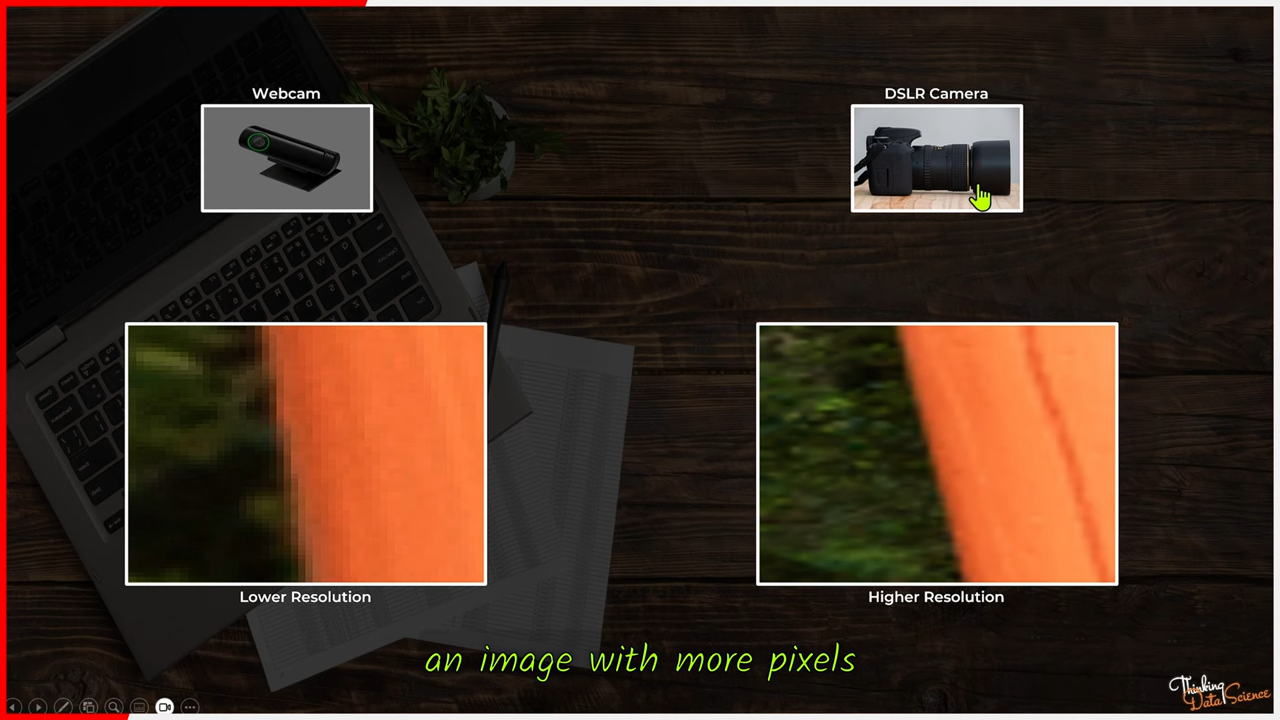 Webcam
DSLR Camera
Lower Resolution
Higher Resolution
an image with more pixels
Thinking
Data Science